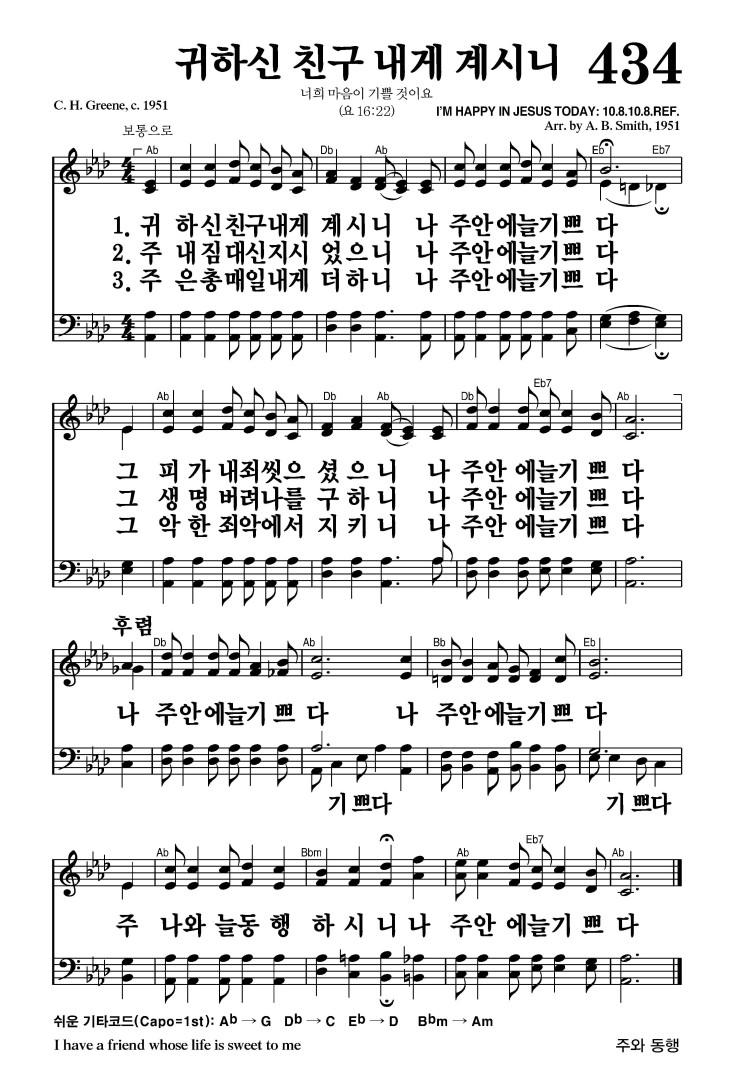 귀하신 친구 내게 계시니 434
너희 마음이 기쁠 것이요
C. H. Greene, c. 1951 (요 16:22) I'M HAPPY IN JESUS TODAY: 10.8.10.8.REF.
보통으로 Arr. by A. B. Smith, 1951
Ab Db Ab Eb Eb7
1. 귀 하신친구내게 계시니 나 주안에늘기쁘 다
2. 주 내짐대신지시 었으니 나 주안에늘기쁘 다
3. 주 은총매일내게 더하니 나 주안에늘기쁘 다
Ab Db Ab Db Eb7 Ab
그 피가 내죄씻으 셨으니 나 주안에늘기 쁘 다
그 생명 버려나를 구하니 나 주안에늘기 쁘 다
그 악한 죄악에서 지키니 나 주안에늘기 쁘 다
후렴
Db Ab Bb Eb
나 주안에늘기 쁘 다 나 주안에늘기 쁘 다
기쁘다 기 쁘다
Ab Bbm Ab Eb7 Ab
주 나와 늘동 행 하시니나 주안에늘기 쁘 다
쉬운 기타코드(Capo=1st): Ab → G Db → C Eb → D Bbm → Am
I have a friend whose life is sweet to me 주와 동행